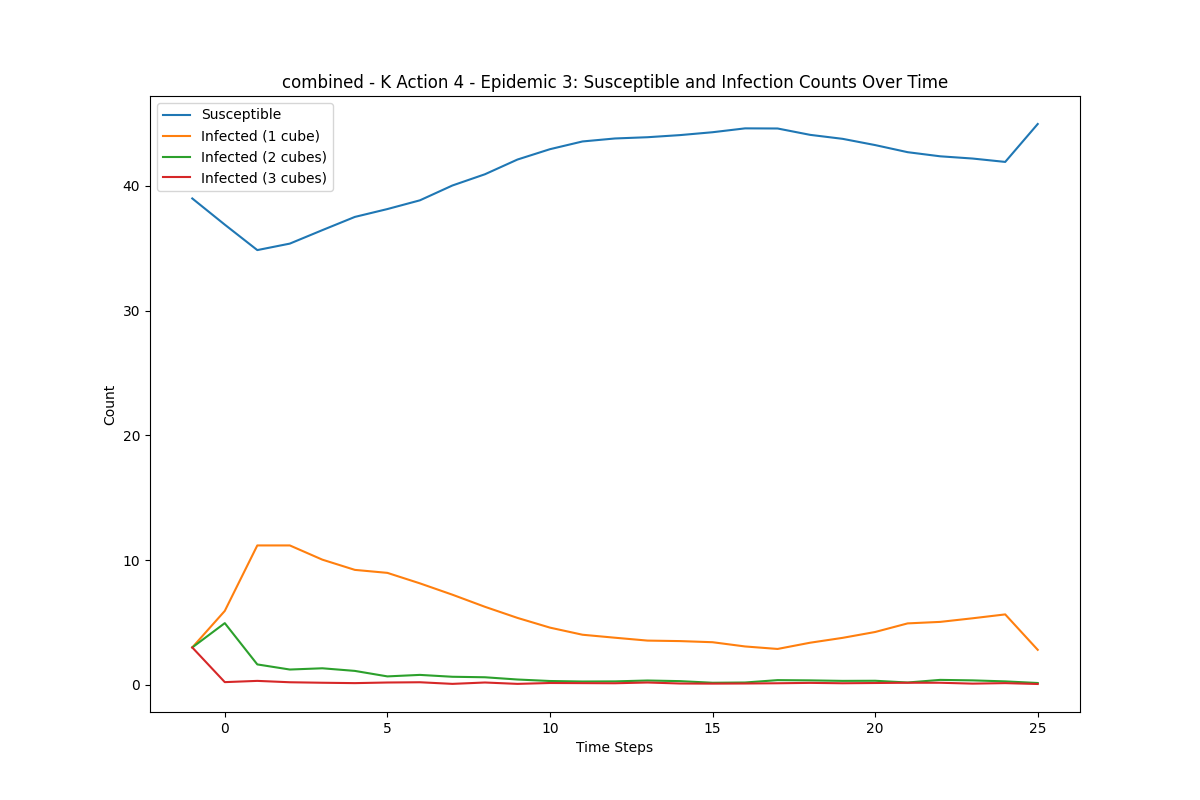 combined - K Action 4 - Epidemic 3: Susceptible and Infection Counts Over Time
Susceptible
Infected (1 cube)
Infected (2 cubes)
Infected (3 cubes)
40
30
20
10
0
Count
0 5 10 15 20 25
Time Steps